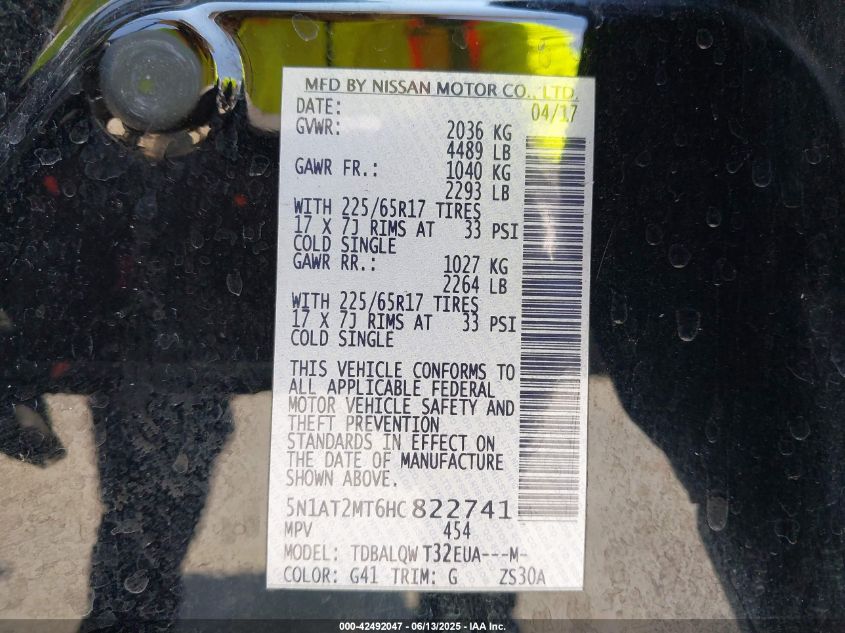 MFD BY NISSAN MOTOR CO., LTD.
DATE: 04/17
GVWR: 2036 KG
4489 LB
GAWR FR.: 1040 KG
2293 LB
WITH 225/65R17 TIRES
17 X 7J RIMS AT 33 PSI
COLD SINGLE
GAWR RR.: 1027 KG
2264 LB
WITH 225/65R17 TIRES
17 X 7J RIMS AT 33 PSI
COLD SINGLE
THIS VEHICLE CONFORMS TO
ALL APPLICABLE FEDERAL
MOTOR VEHICLE SAFETY AND
THEFT PREVENTION
STANDARDS IN EFFECT ON
THE DATE OF MANUFACTURE
SHOWN ABOVE.
5N1AT2MT6HC822741
MPV 454
MODEL: TDBALQW T32EUA---M-
COLOR: G41 TRIM: G ZS30A
000-42492047 - 06/13/2025 - IAA Inc.